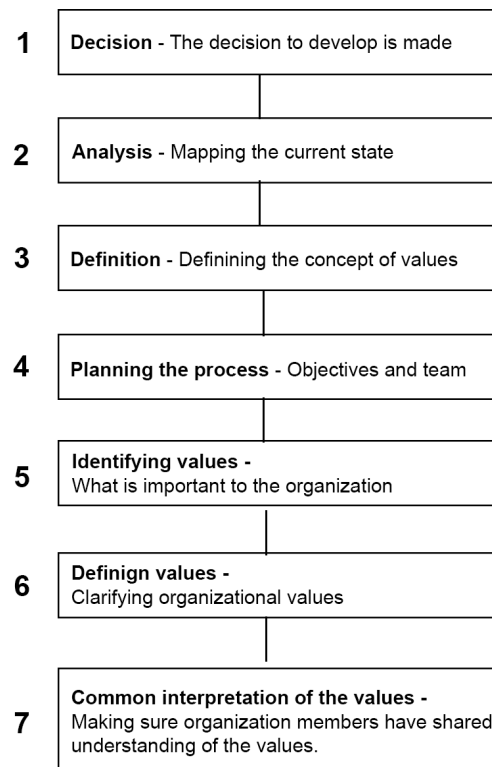 1 Decision - The decision to develop is made
2 Analysis - Mapping the current state
3 Definition - Definining the concept of values
4 Planning the process - Objectives and team
5 Identifying values -
What is important to the organization
6 Definign values -
Clarifying organizational values
7 Common interpretation of the values -
Making sure organization members have shared
understanding of the values.